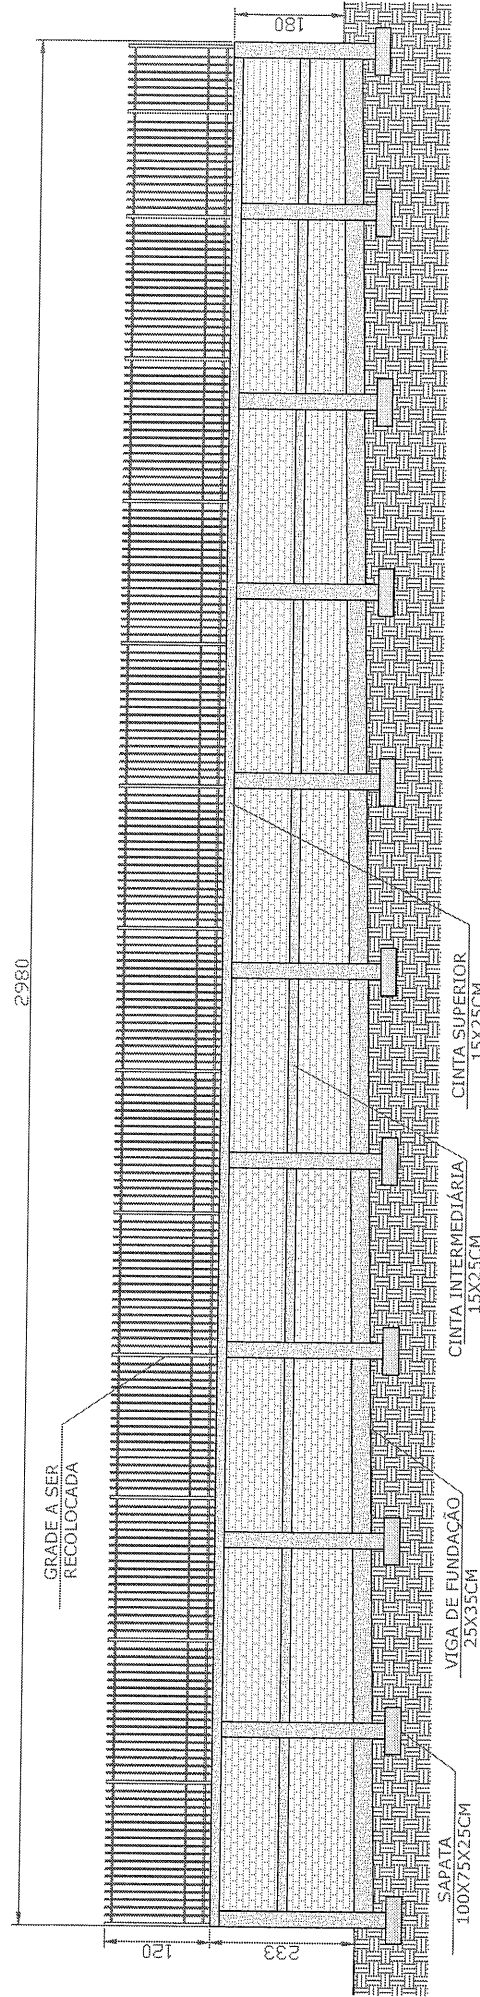 2980
GRADE A SER
RECOLOCADA
120
233
180
SAPATA
100X75X25CM
VIGA DE FUNDAÇÃO
25X35CM
CINTA INTERMEDIÁRIA
15X25CM
CINTA SUPERIOR
15X25CM